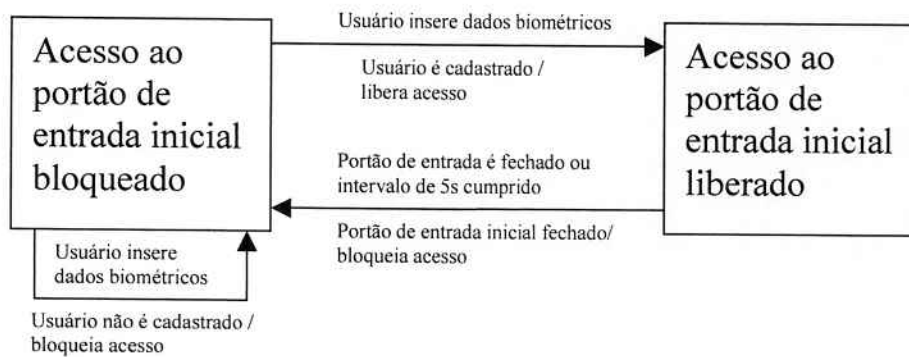 Acesso ao
portão de
entrada inicial
bloqueado
Usuário insere dados biométricos
Usuário é cadastrado /
libera acesso
Acesso ao
portão de
entrada inicial
liberado
Portão de entrada é fechado ou
intervalo de 5s cumprido
Portão de entrada inicial fechado/
bloqueia acesso
Usuário insere
dados biométricos
Usuário não é cadastrado /
bloqueia acesso